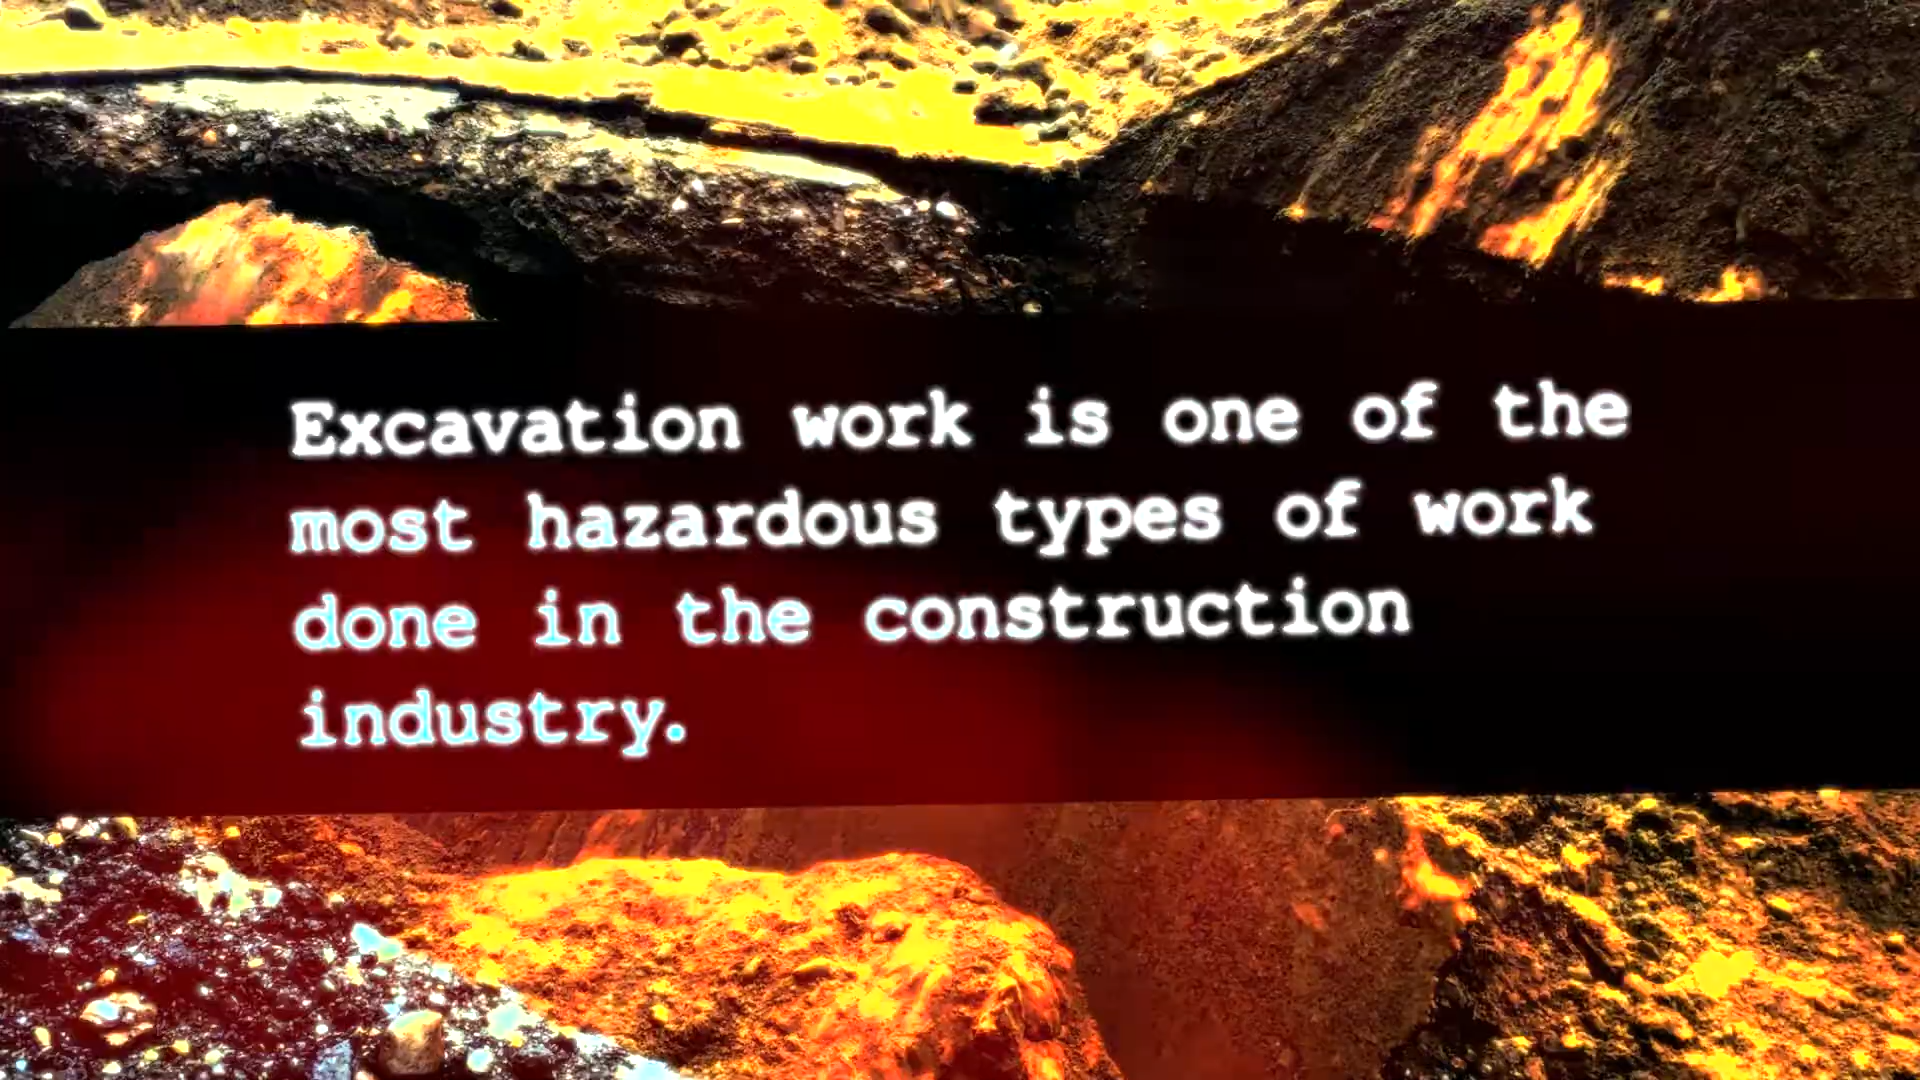 Excavation work is one of the
most hazardous types of work
done in the construction
industry.